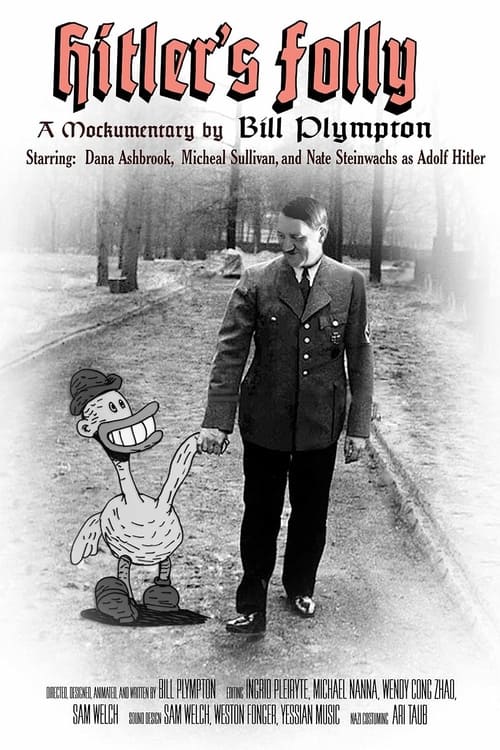 Hitler's Folly
A Mockumentary by Bill Plympton
Starring: Dana Ashbrook, Micheal Sullivan, and Nate Steinwachs as Adolf Hitler
DIRECTED, DESIGNED, ANIMATED, AND WRITTEN BY BILL PLYMPTON EDITING INGRID PLEIRYTE, MICHAEL NANNA, WENDY CONG ZHAO,
SAM WELCH SOUND DESIGN SAM WELCH, WESTON FONGER, YESSIAN MUSIC NAZI COSTUMING ARI TAUB